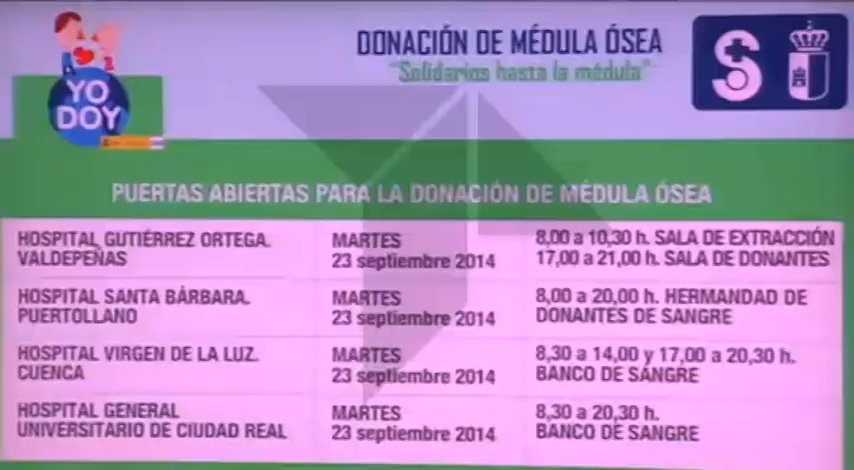 DONACIÓN DE MÉDULA ÓSEA
"Solidarios hasta la médula"
YO
DOY
S
PUERTAS ABIERTAS PARA LA DONACIÓN DE MÉDULA ÓSEA
HOSPITAL GUTIÉRREZ ORTEGA.
VALDEPEÑAS
MARTES
23 septiembre 2014
8,00 a 10,30 h. SALA DE EXTRACCIÓN
17,00 a 21,00 h. SALA DE DONANTES
HOSPITAL SANTA BÁRBARA.
PUERTOLLANO
MARTES
23 septiembre 2014
8,00 a 20,00 h. HERMANDAD DE
DONANTES DE SANGRE
HOSPITAL VIRGEN DE LA LUZ.
CUENCA
MARTES
23 septiembre 2014
8,30 a 14,00 y 17,00 a 20,30 h.
BANCO DE SANGRE
HOSPITAL GENERAL
UNIVERSITARIO DE CIUDAD REAL
MARTES
23 septiembre 2014
8,30 a 20,30 h.
BANCO DE SANGRE